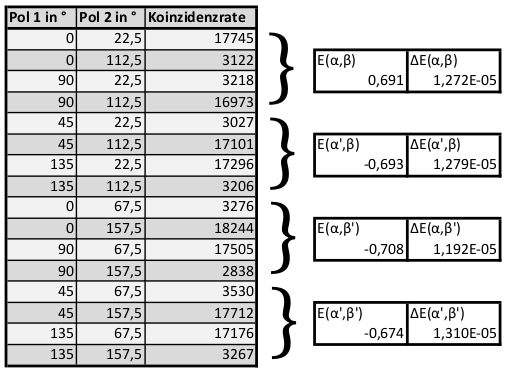 Pol 1 in ° Pol 2 in ° Koinzidenzrate
0 22,5 17745
0 112,5 3122
90 22,5 3218
90 112,5 16973
45 22,5 3027
45 112,5 17101
135 22,5 17296
135 112,5 3206
0 67,5 3276
0 157,5 18244
90 67,5 17505
90 157,5 2838
45 67,5 3530
45 157,5 17712
135 67,5 17176
135 157,5 3267
E(α,β) ΔE(α,β)
0,691 1,272E-05
E(α',β) ΔE(α',β)
-0,693 1,279E-05
E(α,β') ΔE(α,β')
-0,708 1,192E-05
E(α',β') ΔE(α',β')
-0,674 1,310E-05